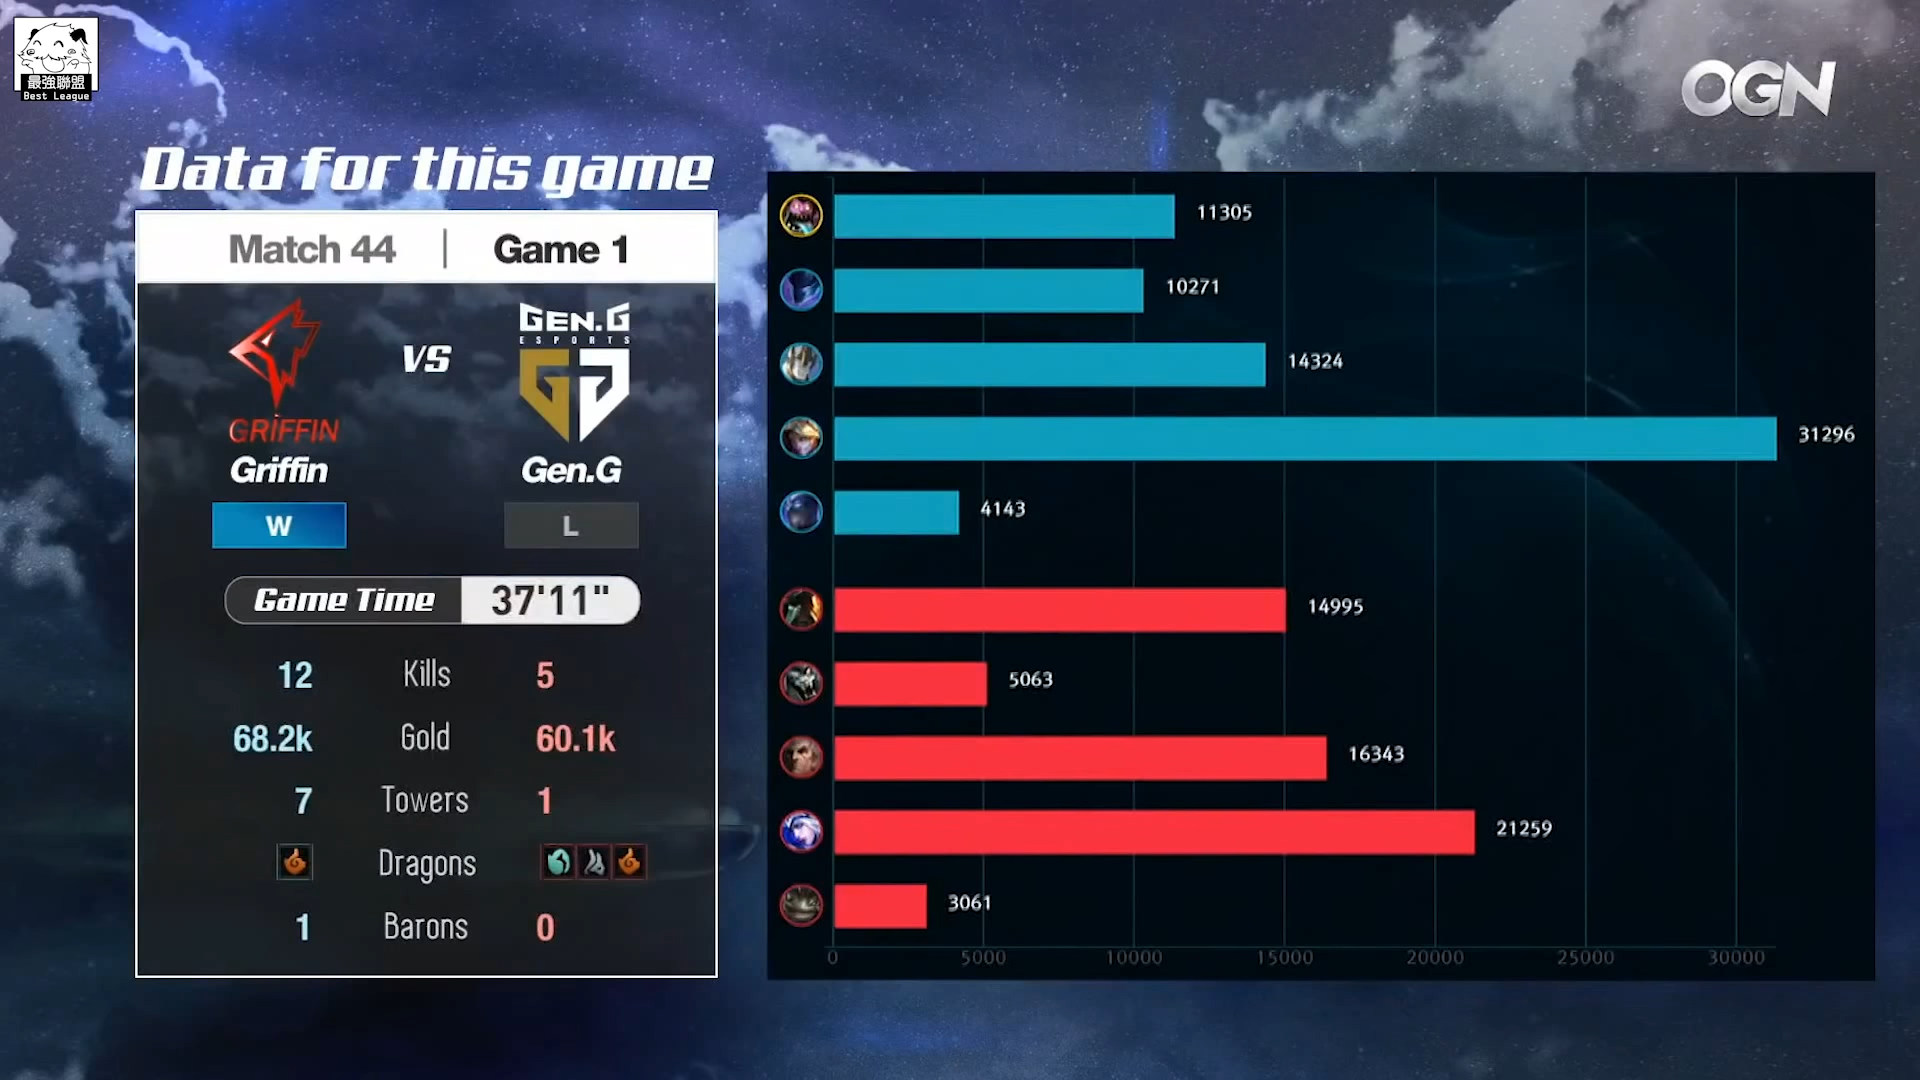 最強聯盟
Best League
OGN
Data for this game
Match 44 | Game 1
GRIFFIN
VS
GEN.G
ESPORTS
Griffin
Gen.G
W
L
Game Time 37'11"
12 Kills 5
68.2k Gold 60.1k
7 Towers 1
Dragons
1 Barons 0
11305
10271
14324
31296
4143
14995
5063
16343
21259
3061
0 5000 10000 15000 20000 25000 30000